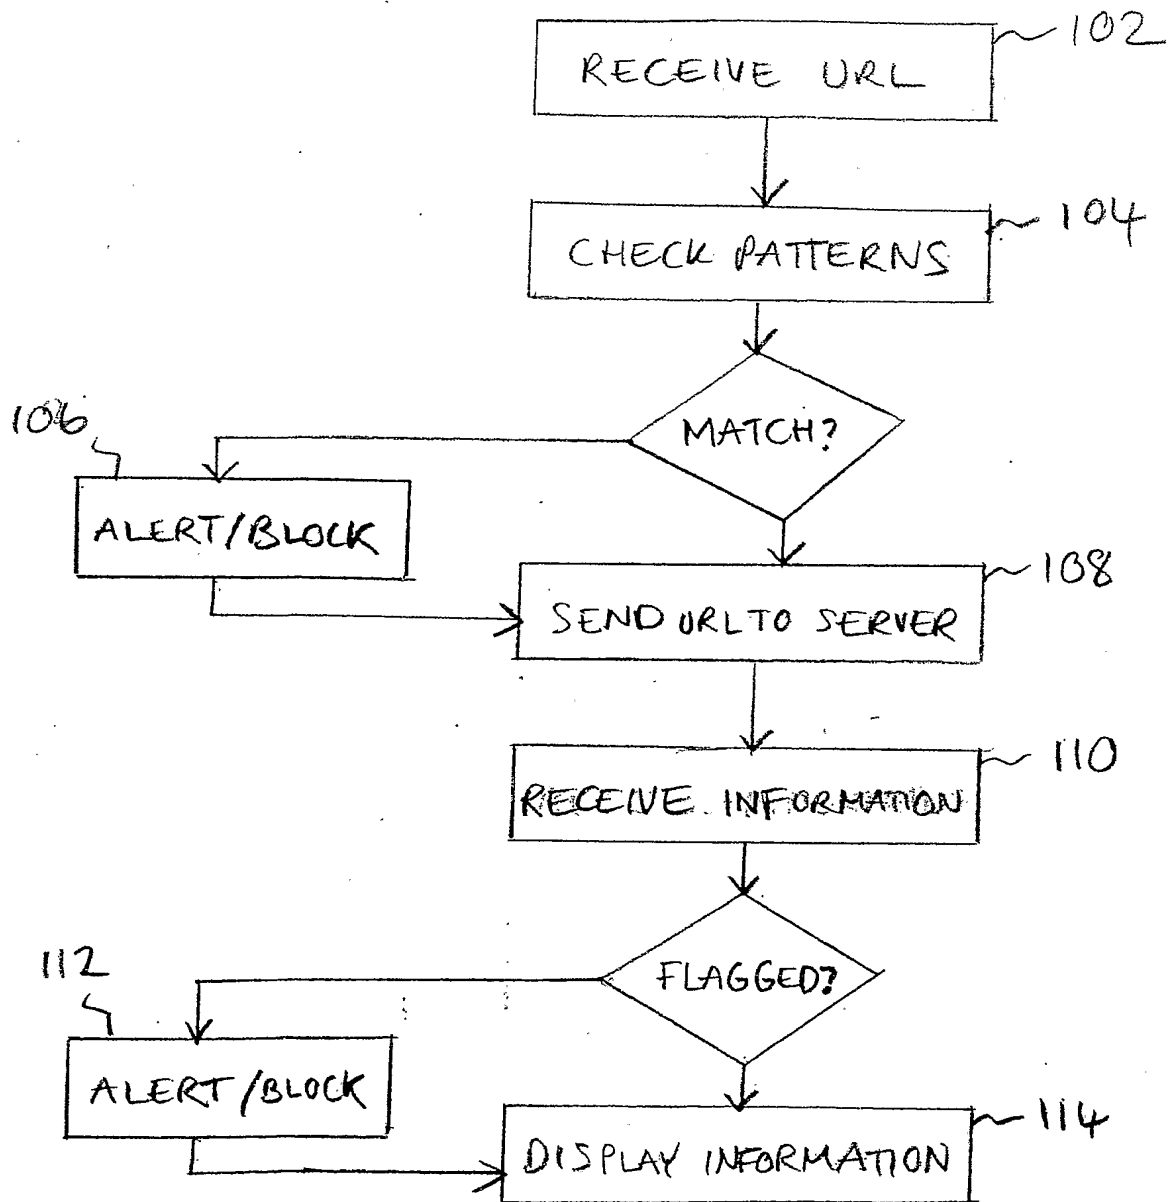 102
RECEIVE URL
104
CHECK PATTERNS
MATCH?
106
ALERT/BLOCK
108
SEND URL TO SERVER
110
RECEIVE INFORMATION
FLAGGED?
112
ALERT/BLOCK
114
DISPLAY INFORMATION